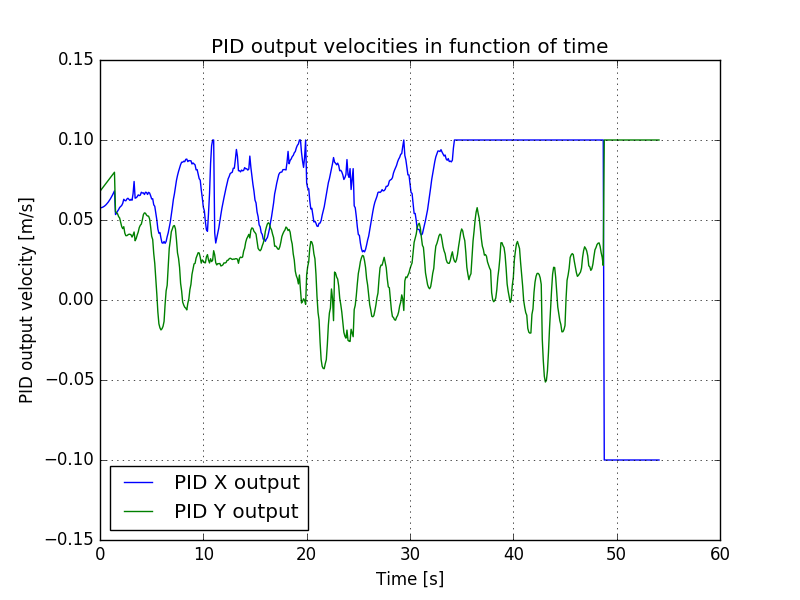 PID output velocities in function of time
PID output velocity [m/s]
0.15
0.10
0.05
0.00
−0.05
−0.10
−0.15
PID X output
PID Y output
0 10 20 30 40 50 60
Time [s]